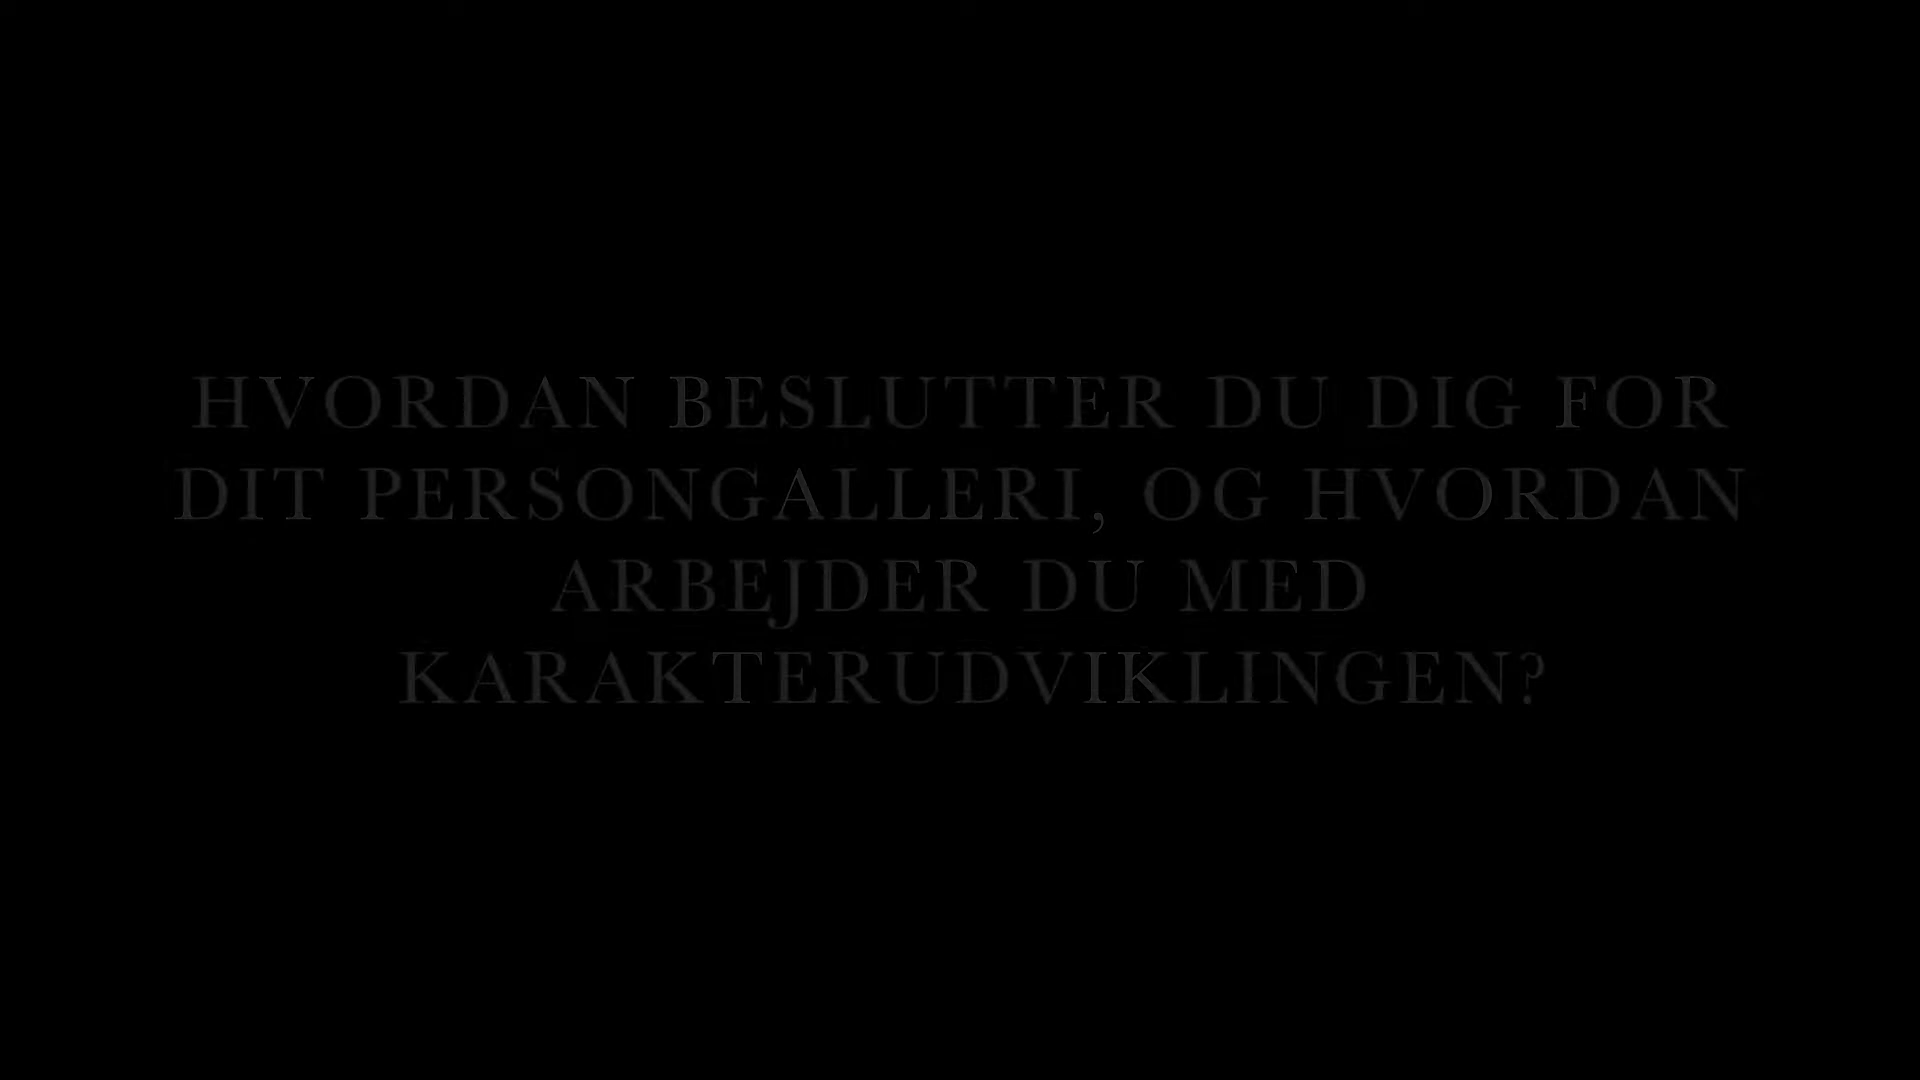 HVORDAN BESLUTTER DU DIG FOR
DIT PERSONGALLERI, OG HVORDAN
ARBEJDER DU MED
KARAKTERUDVIKLINGEN?